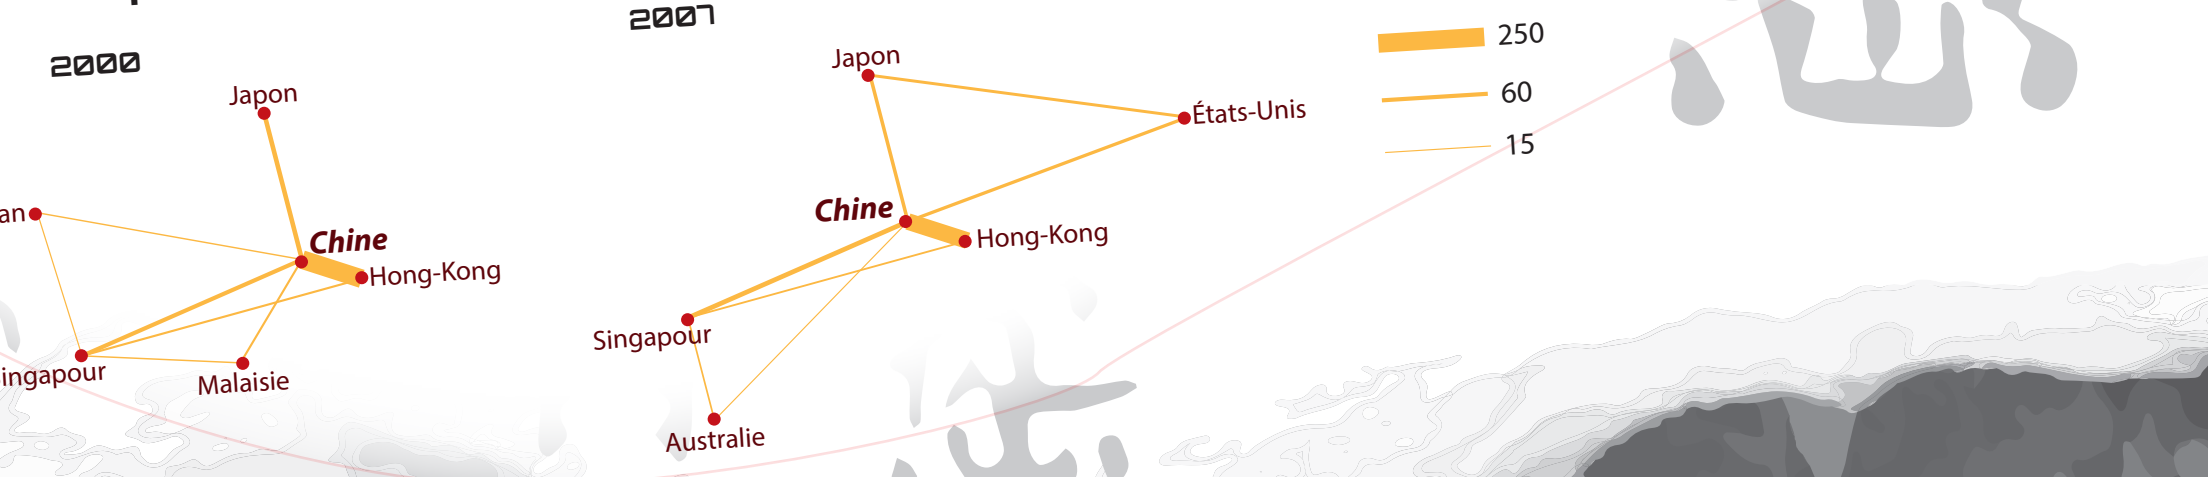 2000
Japon
an
Chine
Hong-Kong
ingapour
Malaisie
2007
Japon
États-Unis
Chine
Hong-Kong
Singapour
Australie
250
60
15